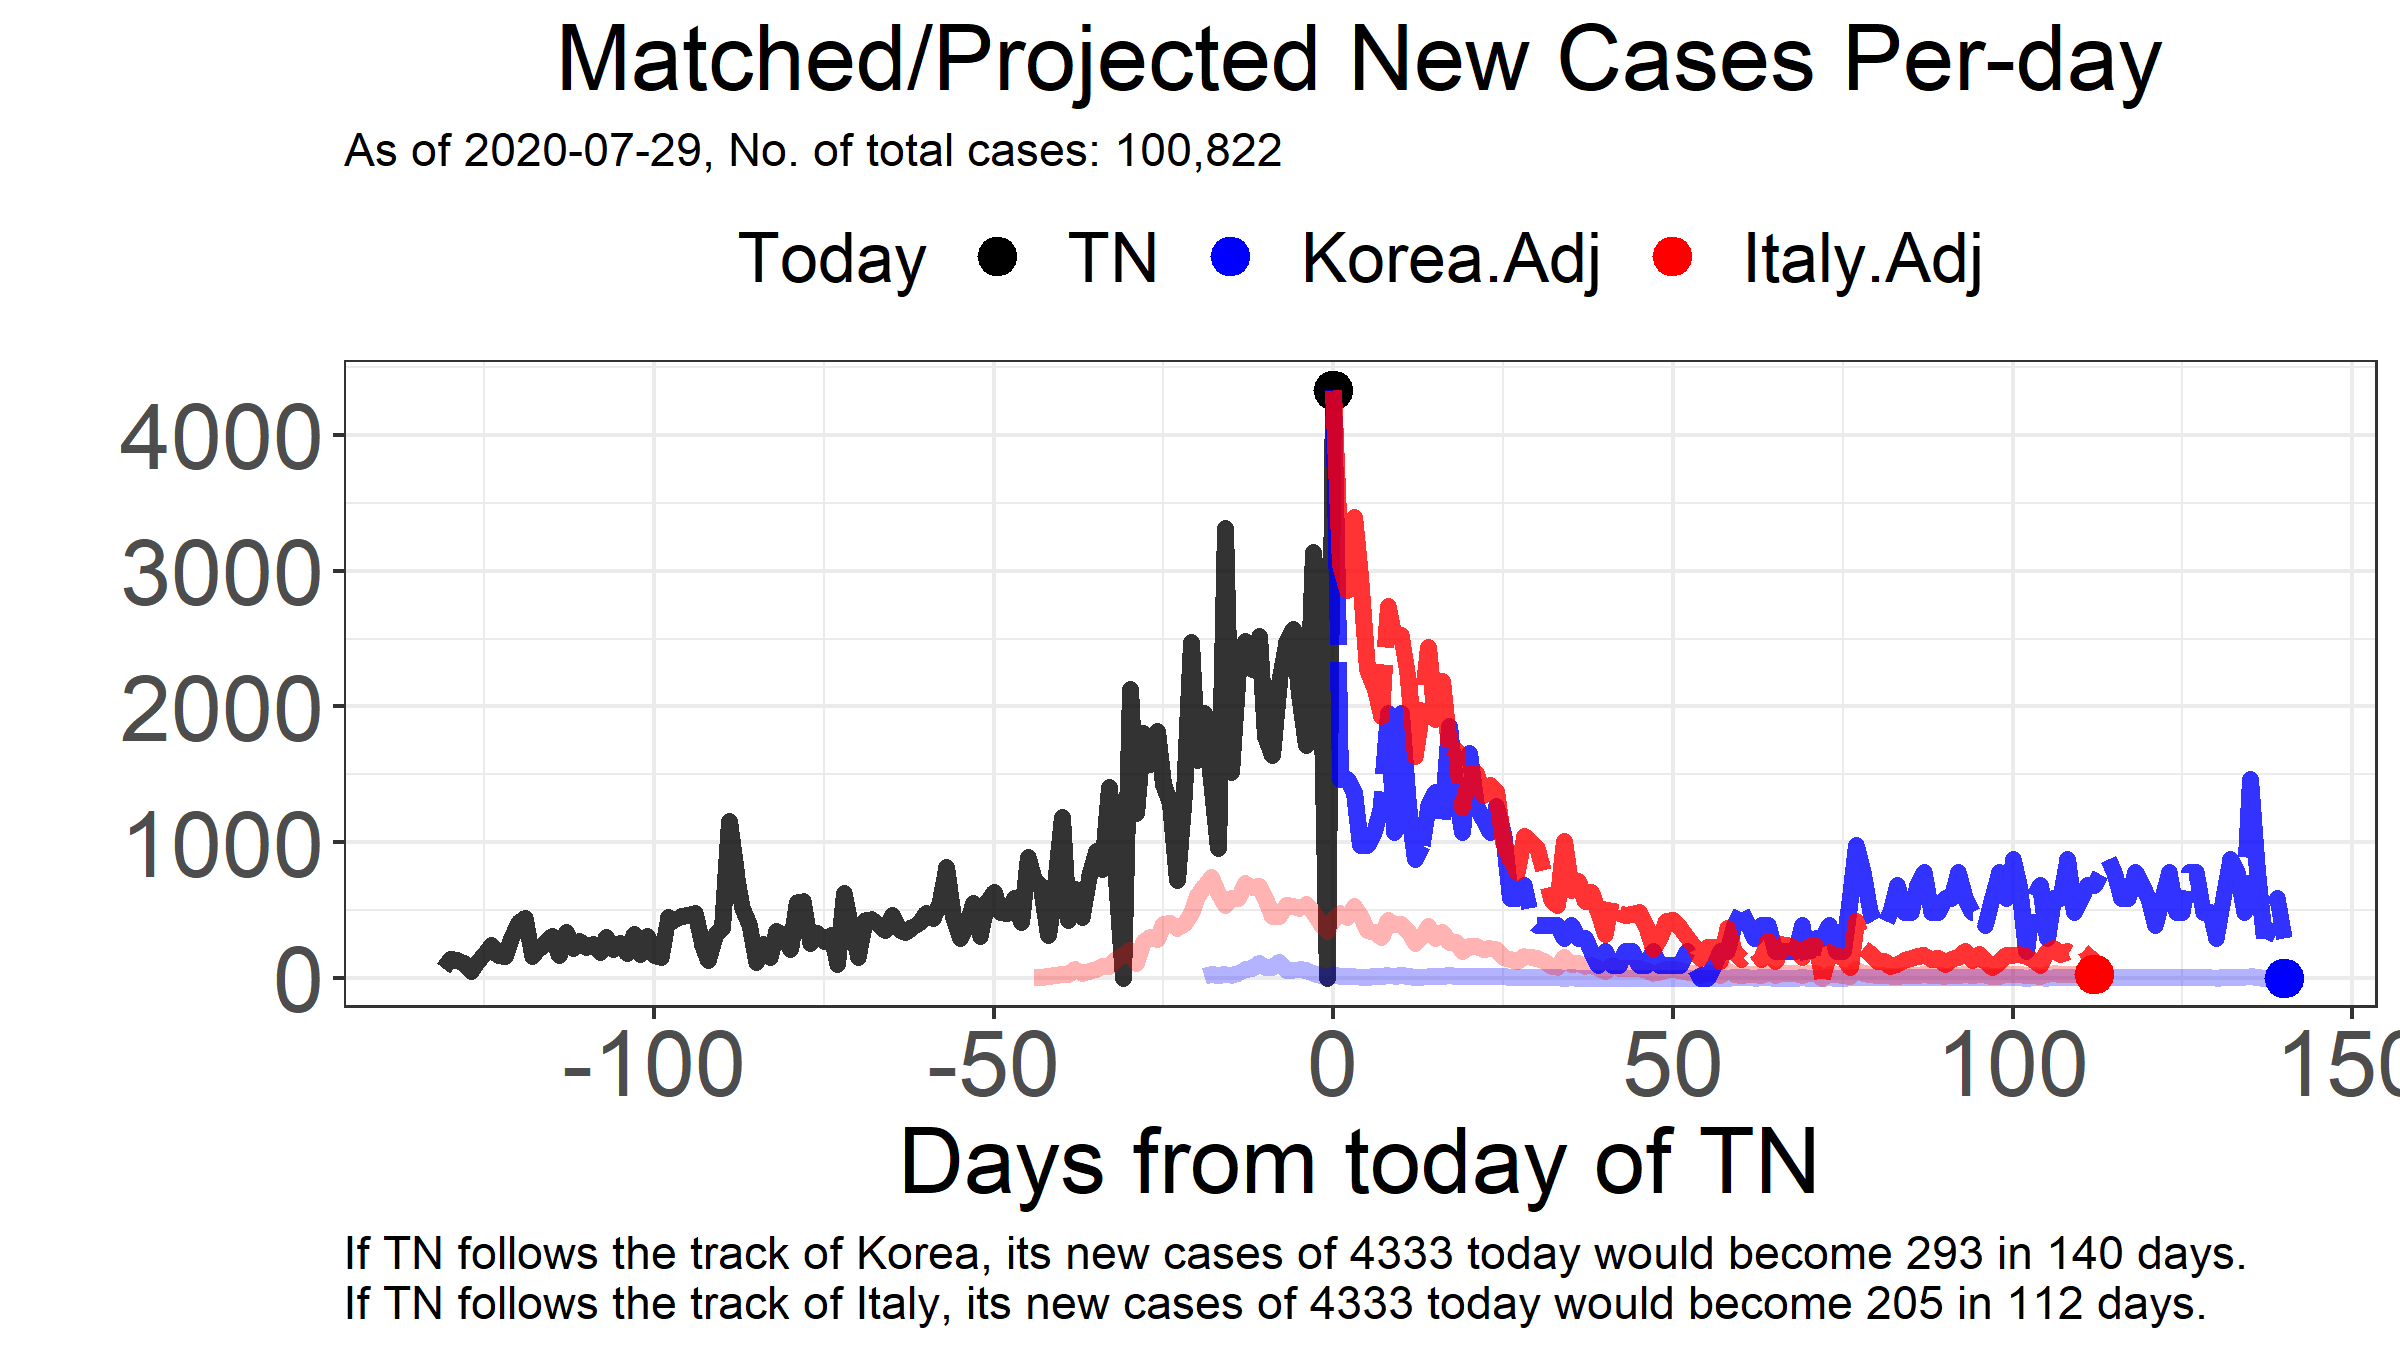 Matched/Projected New Cases Per-day
As of 2020-07-29, No. of total cases: 100,822
Today TN Korea.Adj Italy.Adj
4000
3000
2000
1000
0
-100 -50 0 50 100 150
Days from today of TN
If TN follows the track of Korea, its new cases of 4333 today would become 293 in 140 days.
If TN follows the track of Italy, its new cases of 4333 today would become 205 in 112 days.